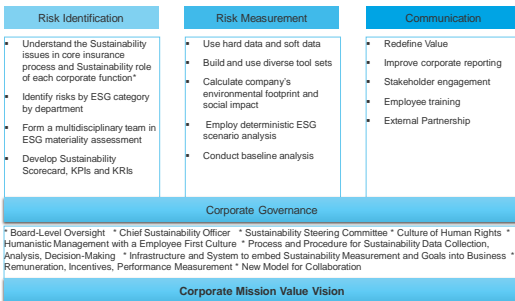 Risk Identification
Risk Measurement
Communication
▪ Understand the Sustainability
issues in core insurance
process and Sustainability role
of each corporate function*
▪ Identify risks by ESG category
by department
▪ Form a multidisciplinary team in
ESG materiality assessment
▪ Develop Sustainability
Scorecard, KPIs and KRIs
▪ Use hard data and soft data
▪ Build and use diverse tool sets
▪ Calculate company's
environmental footprint and
social impact
▪ Employ deterministic ESG
scenario analysis
▪ Conduct baseline analysis
▪ Redefine Value
▪ Improve corporate reporting
▪ Stakeholder engagement
▪ Employee training
▪ External Partnership
Corporate Governance
* Board-Level Oversight * Chief Sustainability Officer * Sustainability Steering Committee * Culture of Human Rights *
Humanistic Management with a Employee First Culture * Process and Procedure for Sustainability Data Collection,
Analysis, Decision-Making * Infrastructure and System to embed Sustainability Measurement and Goals into Business *
Remuneration, Incentives, Performance Measurement * New Model for Collaboration
Corporate Mission Value Vision